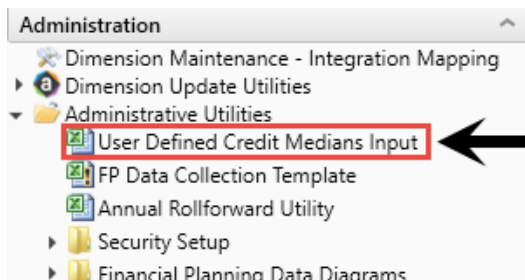 Administration
Dimension Maintenance - Integration Mapping
Dimension Update Utilities
Administrative Utilities
User Defined Credit Medians Input
FP Data Collection Template
Annual Rollforward Utility
Security Setup
Financial Planning Data Diagrams